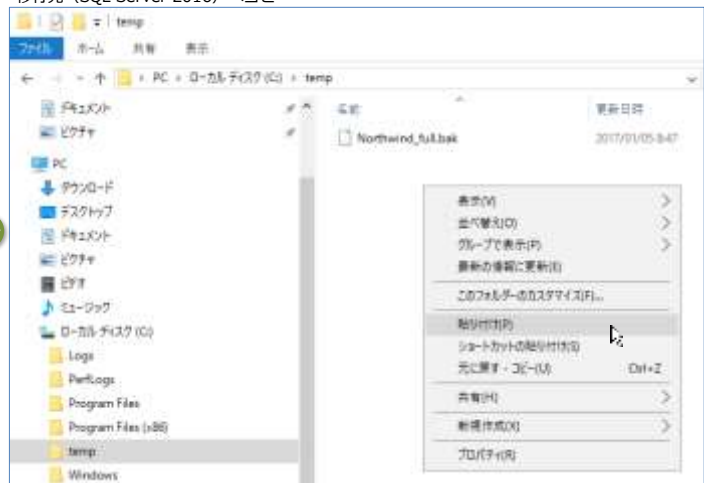 移行先（SQL Server 2016）へコピー
temp
ファイル ホーム 共有 表示
PC ローカル ディスク (C:) temp
ドキュメント
ピクチャ
PC
ダウンロード
デスクトップ
ドキュメント
ピクチャ
ビデオ
ミュージック
ローカル ディスク (C:)
Logs
PerfLogs
Program Files
Program Files (x86)
temp
Windows
名前 更新日時
Northwind_full.bak 2017/01/05 8:47
表示(V)
並べ替え(O)
グループで表示(P)
最新の情報に更新(E)
このフォルダーのカスタマイズ(F)...
貼り付け(P)
ショートカットの貼り付け(S)
元に戻す - コピー(U) Ctrl+Z
共有(H)
新規作成(X)
プロパティ(R)